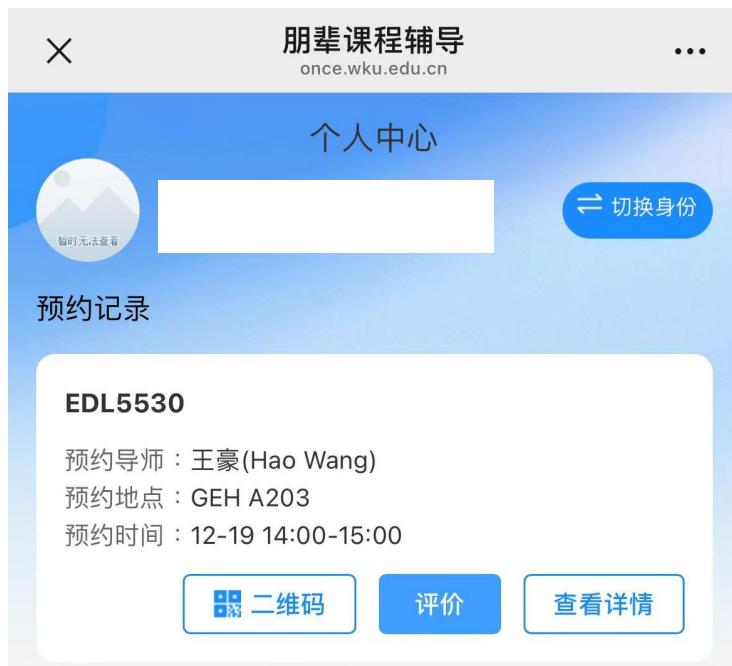 朋辈课程辅导
once.wku.edu.cn
个人中心
暂时无法查看
切换身份
预约记录
EDL5530
预约导师：王豪(Hao Wang)
预约地点：GEH A203
预约时间：12-19 14:00-15:00
二维码 评价 查看详情